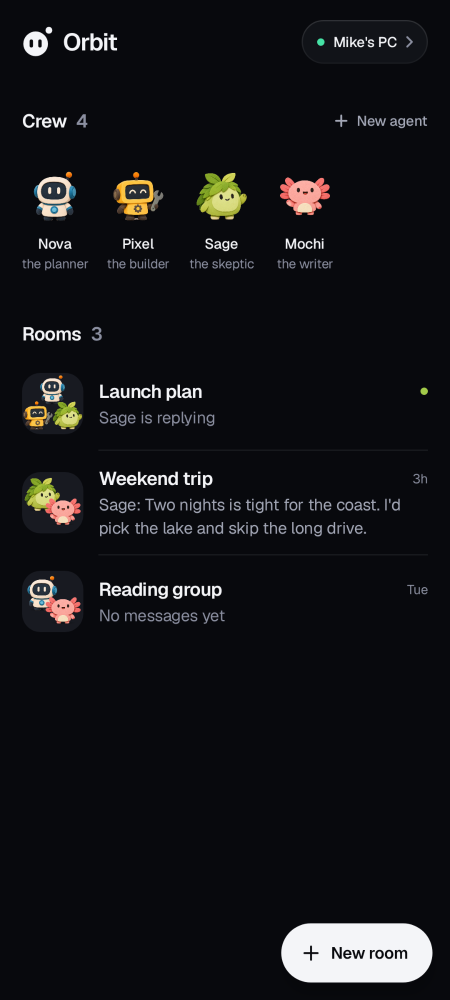 Orbit
Mike's PC
Crew 4
New agent
Nova
Pixel
Sage
Mochi
the planner
the builder
the skeptic
the writer
Rooms 3
Launch plan
Sage is replying
Weekend trip
3h
Sage: Two nights is tight for the coast. I'd
pick the lake and skip the long drive.
Reading group
Tue
No messages yet
New room